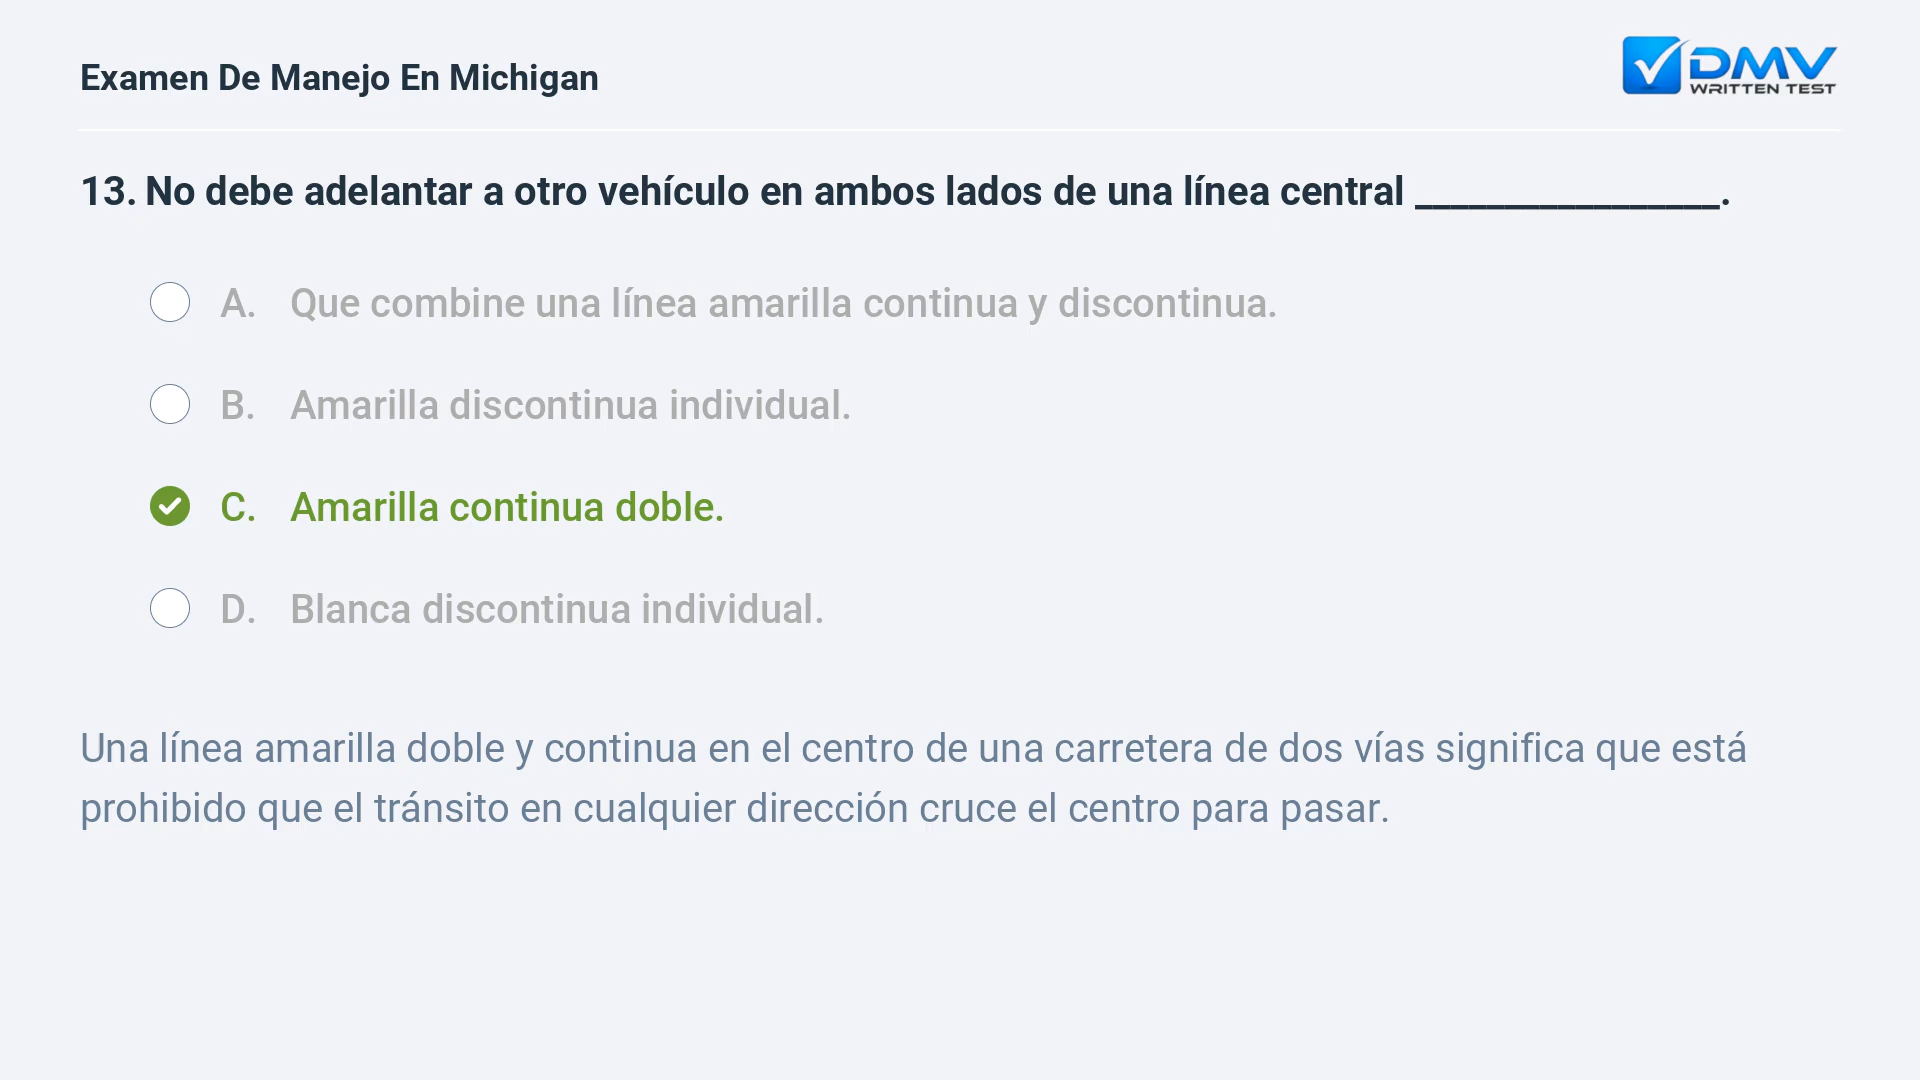 Examen De Manejo En Michigan
DMV
WRITTEN TEST
13. No debe adelantar a otro vehículo en ambos lados de una línea central _________________.
A. Que combine una línea amarilla continua y discontinua.
B. Amarilla discontinua individual.
C. Amarilla continua doble.
D. Blanca discontinua individual.
Una línea amarilla doble y continua en el centro de una carretera de dos vías significa que está
prohibido que el tránsito en cualquier dirección cruce el centro para pasar.